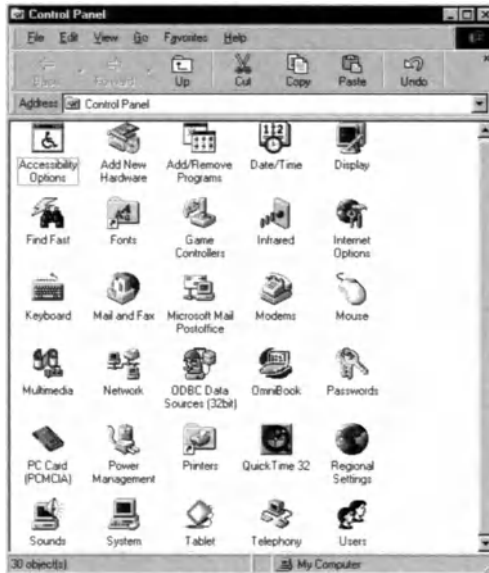 Control Panel
File Edit View Go Favorites Help
Back Forward Up Cut Copy Paste Undo
Address Control Panel
Accessibility Options Add New Hardware Add/Remove Programs Date/Time Display
Find Fast Fonts Game Controllers Infrared Internet Options
Keyboard Mail and Fax Microsoft Mail Postoffice Modems Mouse
Multimedia Network ODBC Data Sources (32bit) OmniBook Passwords
PC Card (PCMCIA) Power Management Printers QuickTime 32 Regional Settings
Sounds System Tablet Telephony Users
30 object(s) My Computer